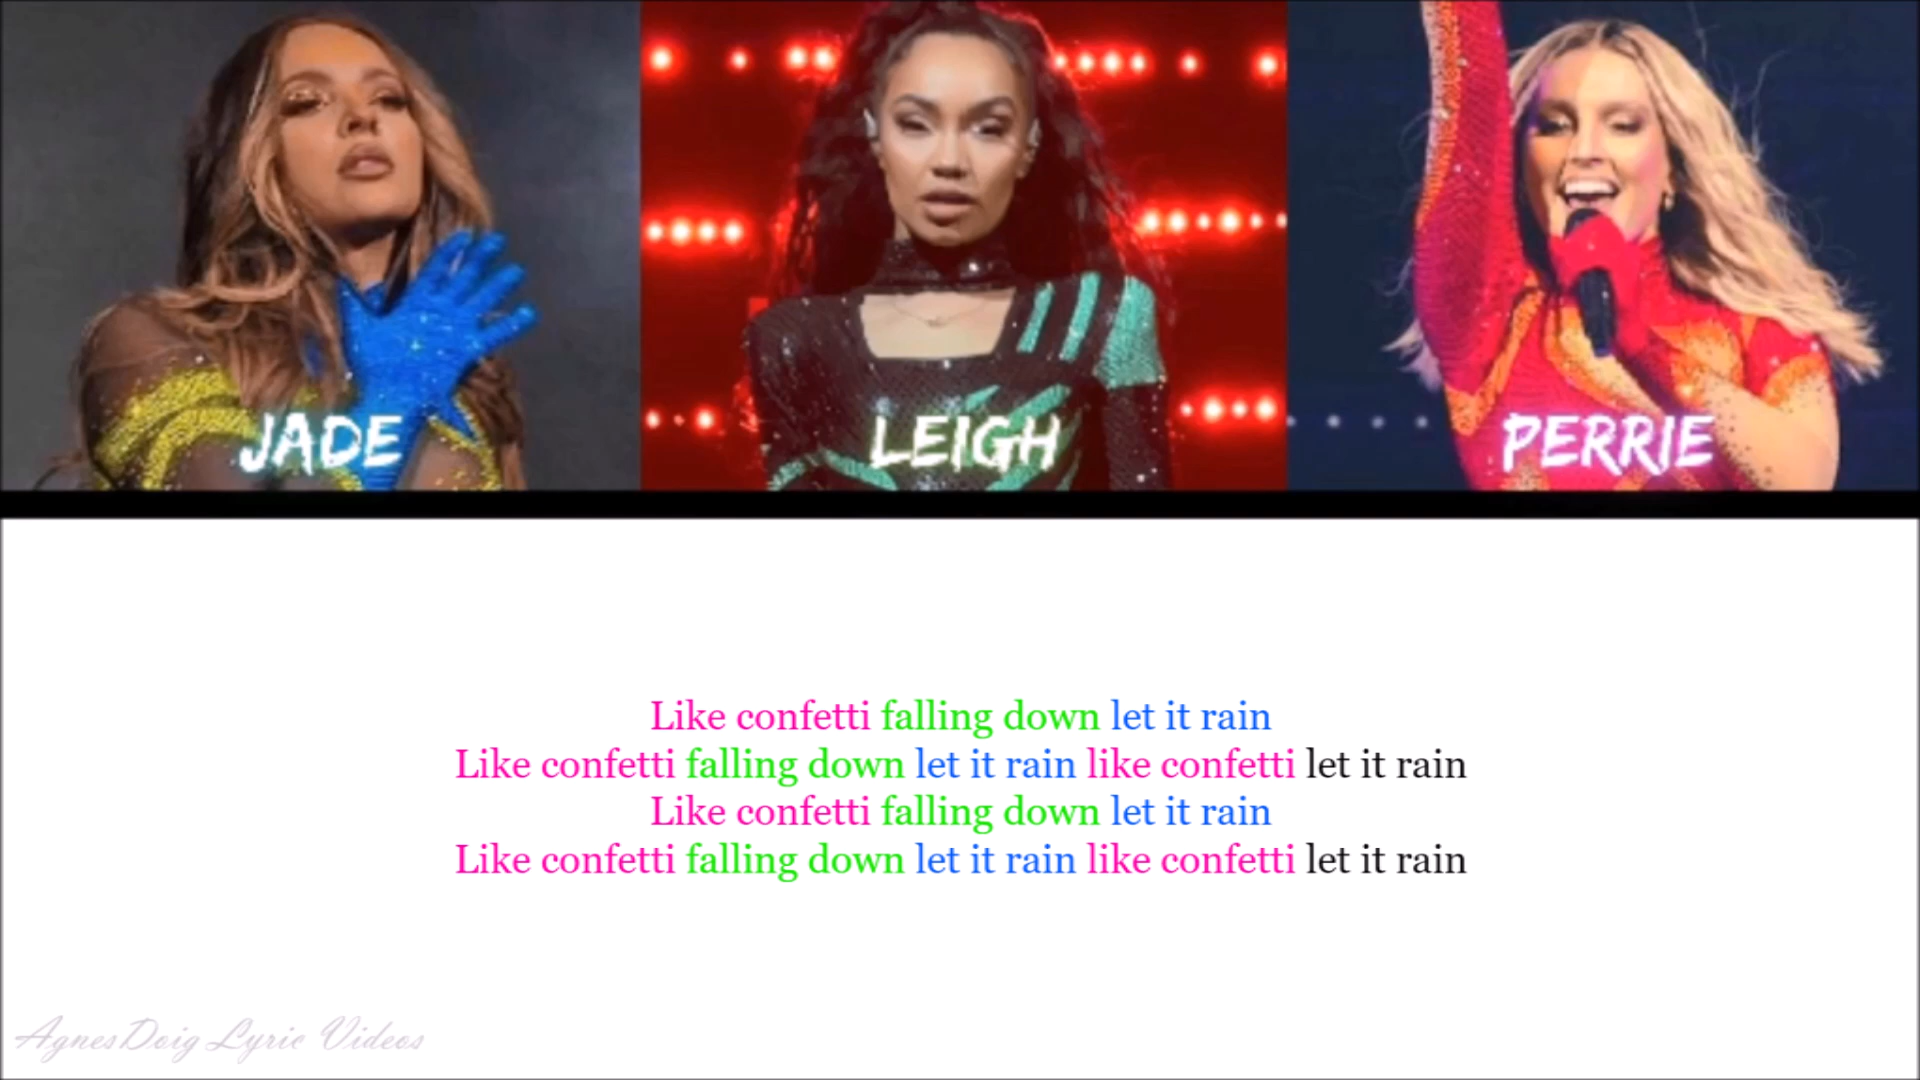 JADE
LEIGH
PERRIE
Like confetti falling down let it rain
Like confetti falling down let it rain like confetti let it rain
Like confetti falling down let it rain
Like confetti falling down let it rain like confetti let it rain
AgnesDoig Lyric Videos